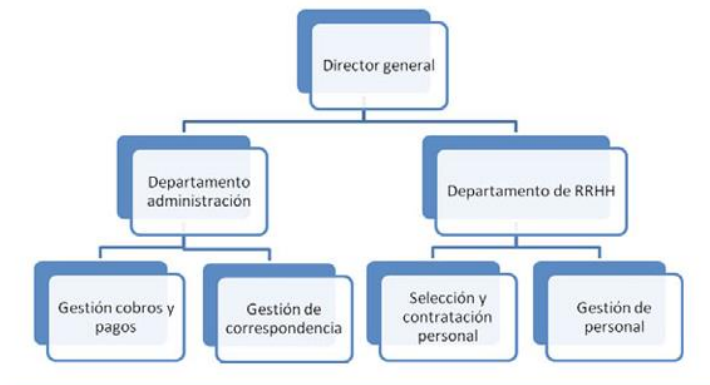 Director general
Departamento
administración
Departamento de RRHH
Gestión cobros y
pagos
Gestión de
correspondencia
Selección y
contratación
personal
Gestión de
personal